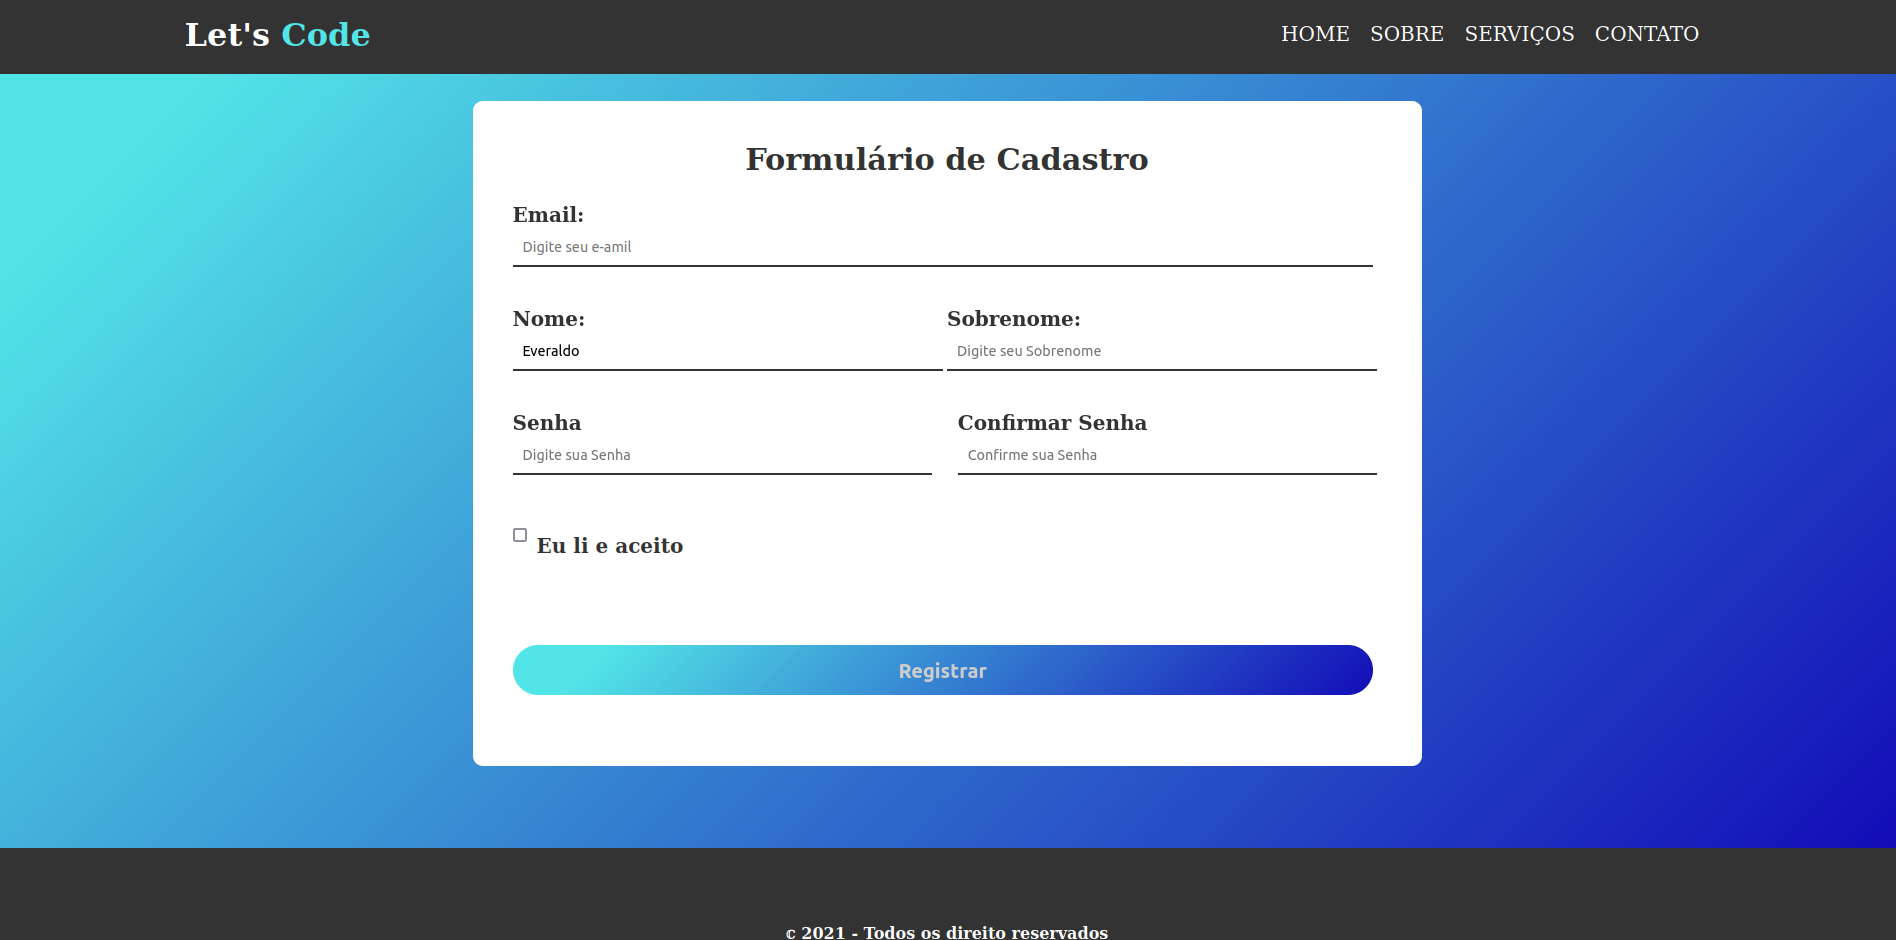 Let's Code
HOME SOBRE SERVIÇOS CONTATO
Formulário de Cadastro
Email:
Digite seu e-amil
Nome: Sobrenome:
Everaldo Digite seu Sobrenome
Senha Confirmar Senha
Digite sua Senha Confirme sua Senha
Eu li e aceito
Registrar
© 2021 - Todos os direito reservados